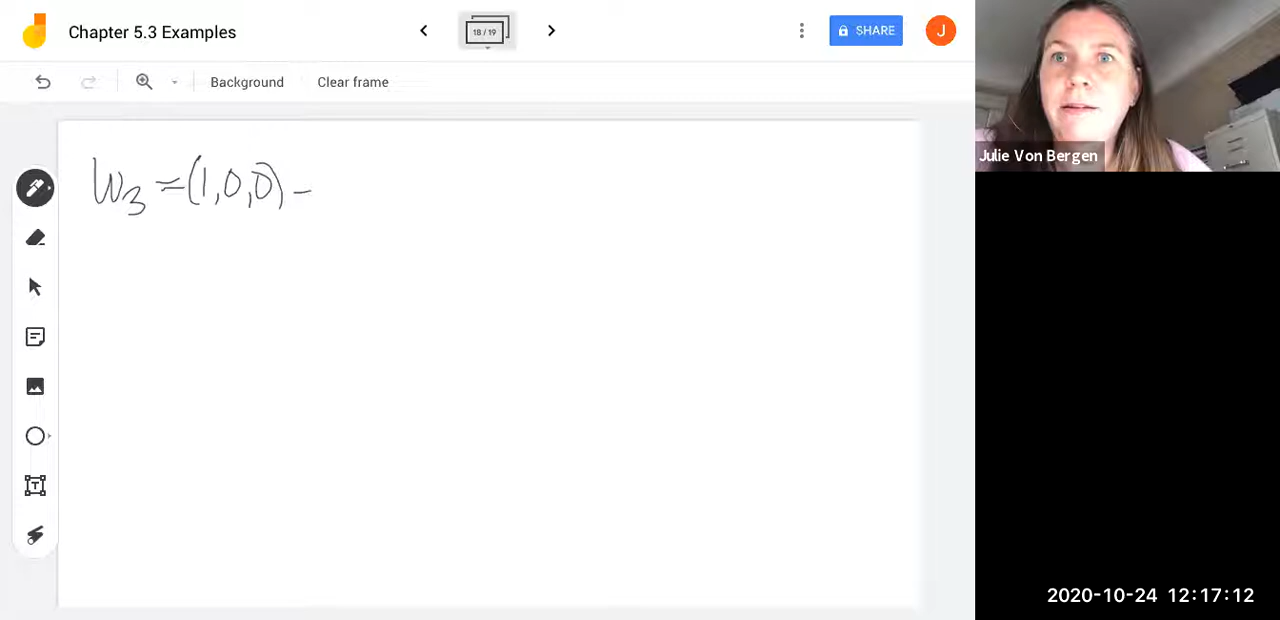 Chapter 5.3 Examples
18 / 19
SHARE
J
Background
Clear frame
W₃ = (1,0,0) −
Julie Von Bergen
2020-10-24 12:17:12